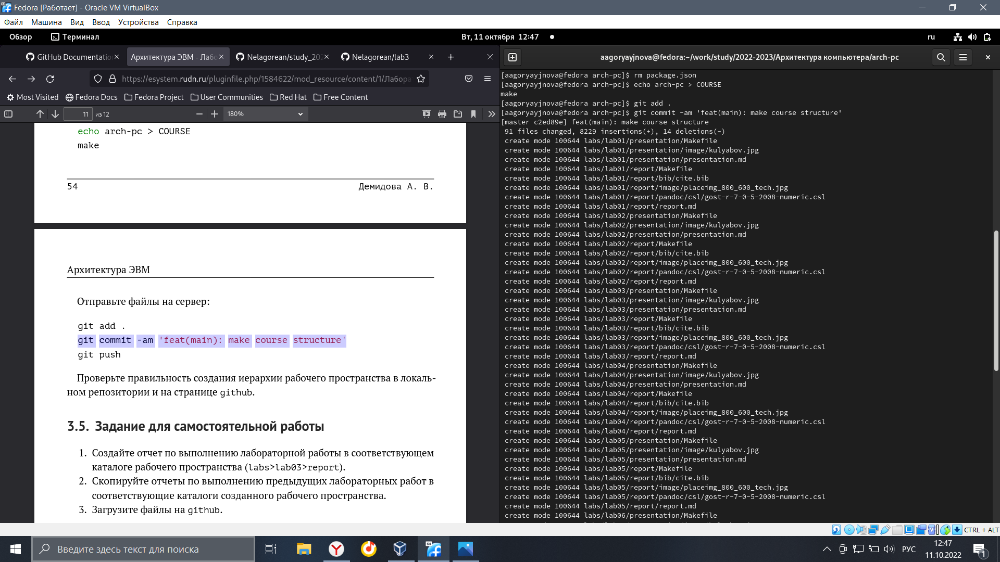 Fedora [Работает] - Oracle VM VirtualBox
Файл Машина Вид Ввод Устройства Справка
Обзор Терминал Вт, 11 октября 12:47 ru
GitHub Documentatio
Архитектура ЭВМ - Лабо
Nelagorean/study_202
Nelagorean/lab3
https://esystem.rudn.ru/pluginfile.php/1584622/mod_resource/content/1/Лабора
Most Visited Fedora Docs Fedora Project User Communities Red Hat Free Content
11 из 12 180%
echo arch-pc > COURSE
make
54 Демидова А. В.
Архитектура ЭВМ
Отправьте файлы на сервер:
git add .
git commit -am 'feat(main): make course structure'
git push
Проверьте правильность создания иерархии рабочего пространства в локаль-
ном репозитории и на странице github.
3.5. Задание для самостоятельной работы
1. Создайте отчет по выполнению лабораторной работы в соответствующем
каталоге рабочего пространства (labs>lab03>report).
2. Скопируйте отчеты по выполнению предыдущих лабораторных работ в
соответствующие каталоги созданного рабочего пространства.
3. Загрузите файлы на github.
aagoryayjnova@fedora:~/work/study/2022-2023/Архитектура компьютера/arch-pc
[aagoryayjnova@fedora arch-pc]$ rm package.json
[aagoryayjnova@fedora arch-pc]$ echo arch-pc > COURSE
make
[aagoryayjnova@fedora arch-pc]$ git add .
[aagoryayjnova@fedora arch-pc]$ git commit -am 'feat(main): make course structure'
[master c2ed89e] feat(main): make course structure
91 files changed, 8229 insertions(+), 14 deletions(-)
create mode 100644 labs/lab01/presentation/Makefile
create mode 100644 labs/lab01/presentation/image/kulyabov.jpg
create mode 100644 labs/lab01/presentation/presentation.md
create mode 100644 labs/lab01/report/Makefile
create mode 100644 labs/lab01/report/bib/cite.bib
create mode 100644 labs/lab01/report/image/placeimg_800_600_tech.jpg
create mode 100644 labs/lab01/report/pandoc/csl/gost-r-7-0-5-2008-numeric.csl
create mode 100644 labs/lab01/report/report.md
create mode 100644 labs/lab02/presentation/Makefile
create mode 100644 labs/lab02/presentation/image/kulyabov.jpg
create mode 100644 labs/lab02/presentation/presentation.md
create mode 100644 labs/lab02/report/Makefile
create mode 100644 labs/lab02/report/bib/cite.bib
create mode 100644 labs/lab02/report/image/placeimg_800_600_tech.jpg
create mode 100644 labs/lab02/report/pandoc/csl/gost-r-7-0-5-2008-numeric.csl
create mode 100644 labs/lab02/report/report.md
create mode 100644 labs/lab03/presentation/Makefile
create mode 100644 labs/lab03/presentation/image/kulyabov.jpg
create mode 100644 labs/lab03/presentation/presentation.md
create mode 100644 labs/lab03/report/Makefile
create mode 100644 labs/lab03/report/bib/cite.bib
create mode 100644 labs/lab03/report/image/placeimg_800_600_tech.jpg
create mode 100644 labs/lab03/report/pandoc/csl/gost-r-7-0-5-2008-numeric.csl
create mode 100644 labs/lab03/report/report.md
create mode 100644 labs/lab04/presentation/Makefile
create mode 100644 labs/lab04/presentation/image/kulyabov.jpg
create mode 100644 labs/lab04/presentation/presentation.md
create mode 100644 labs/lab04/report/Makefile
create mode 100644 labs/lab04/report/bib/cite.bib
create mode 100644 labs/lab04/report/image/placeimg_800_600_tech.jpg
create mode 100644 labs/lab04/report/pandoc/csl/gost-r-7-0-5-2008-numeric.csl
create mode 100644 labs/lab04/report/report.md
create mode 100644 labs/lab05/presentation/Makefile
create mode 100644 labs/lab05/presentation/image/kulyabov.jpg
create mode 100644 labs/lab05/presentation/presentation.md
create mode 100644 labs/lab05/report/Makefile
create mode 100644 labs/lab05/report/bib/cite.bib
create mode 100644 labs/lab05/report/image/placeimg_800_600_tech.jpg
create mode 100644 labs/lab05/report/pandoc/csl/gost-r-7-0-5-2008-numeric.csl
create mode 100644 labs/lab05/report/report.md
create mode 100644 labs/lab06/presentation/Makefile
CTRL + ALT
Введите здесь текст для поиска
64
РУС
12:47
11.10.2022
1